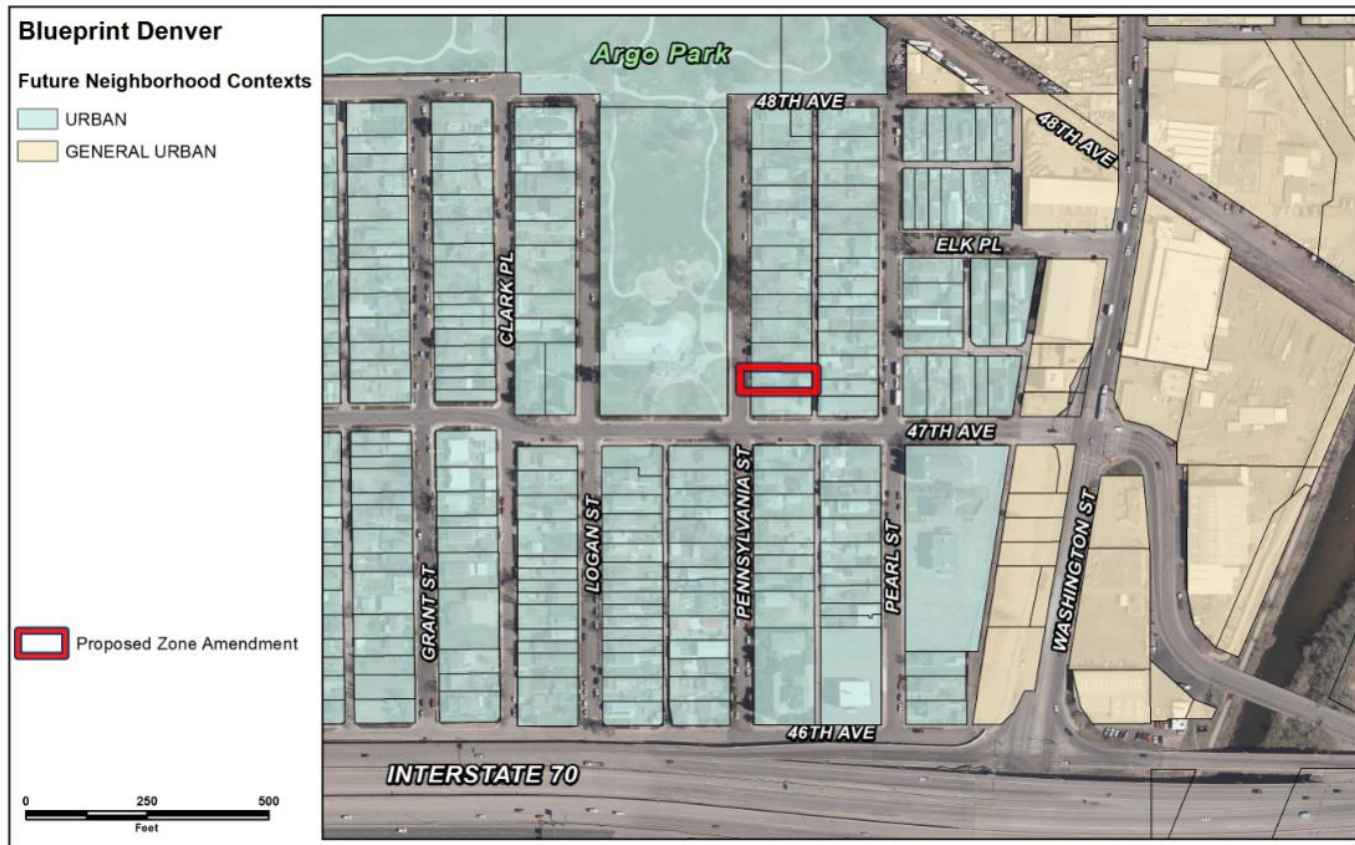 Blueprint Denver
Future Neighborhood Contexts
URBAN
GENERAL URBAN
Proposed Zone Amendment
0 250 500
Feet
Argo Park
48TH AVE
48TH AVE
CLARK PL
ELK PL
47TH AVE
GRANT ST
LOGAN ST
PENNSYLVANIA ST
PEARL ST
WASHINGTON ST
46TH AVE
INTERSTATE 70